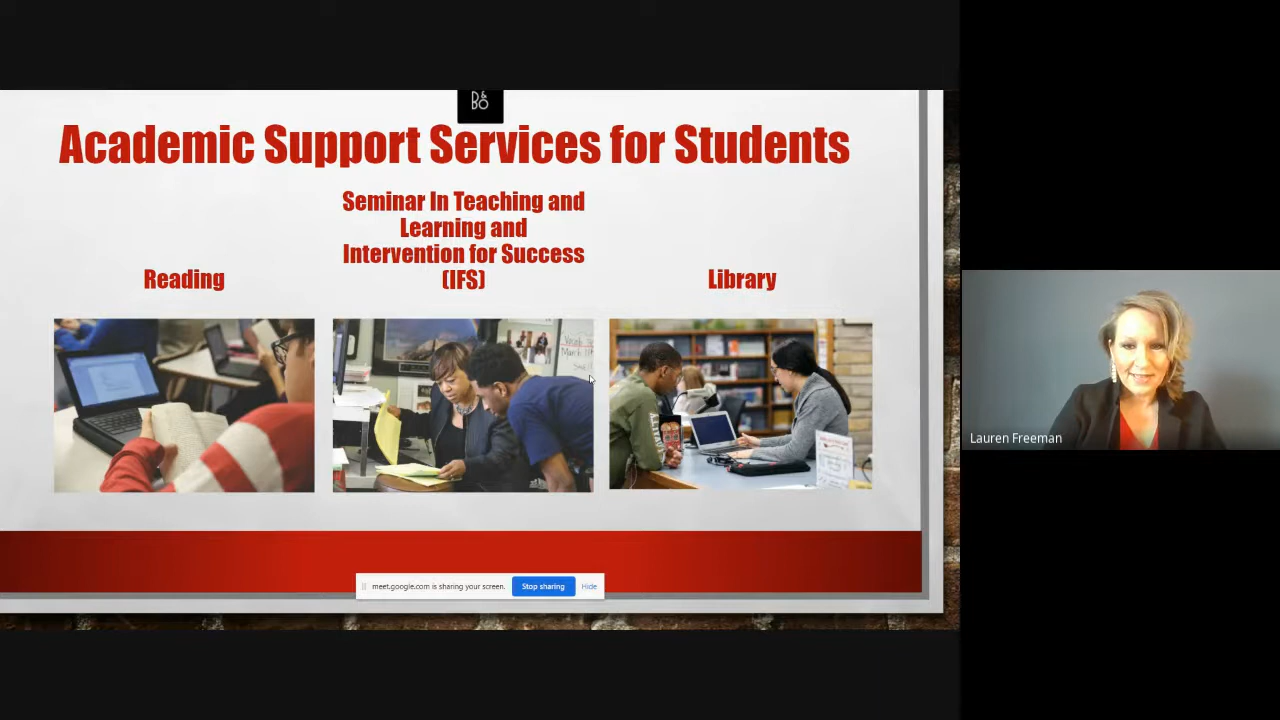 B&
BO
Academic Support Services for Students
Seminar In Teaching and
Learning and
Intervention for Success
(IFS)
Reading
Library
meet.google.com is sharing your screen.
Stop sharing
Hide
Lauren Freeman